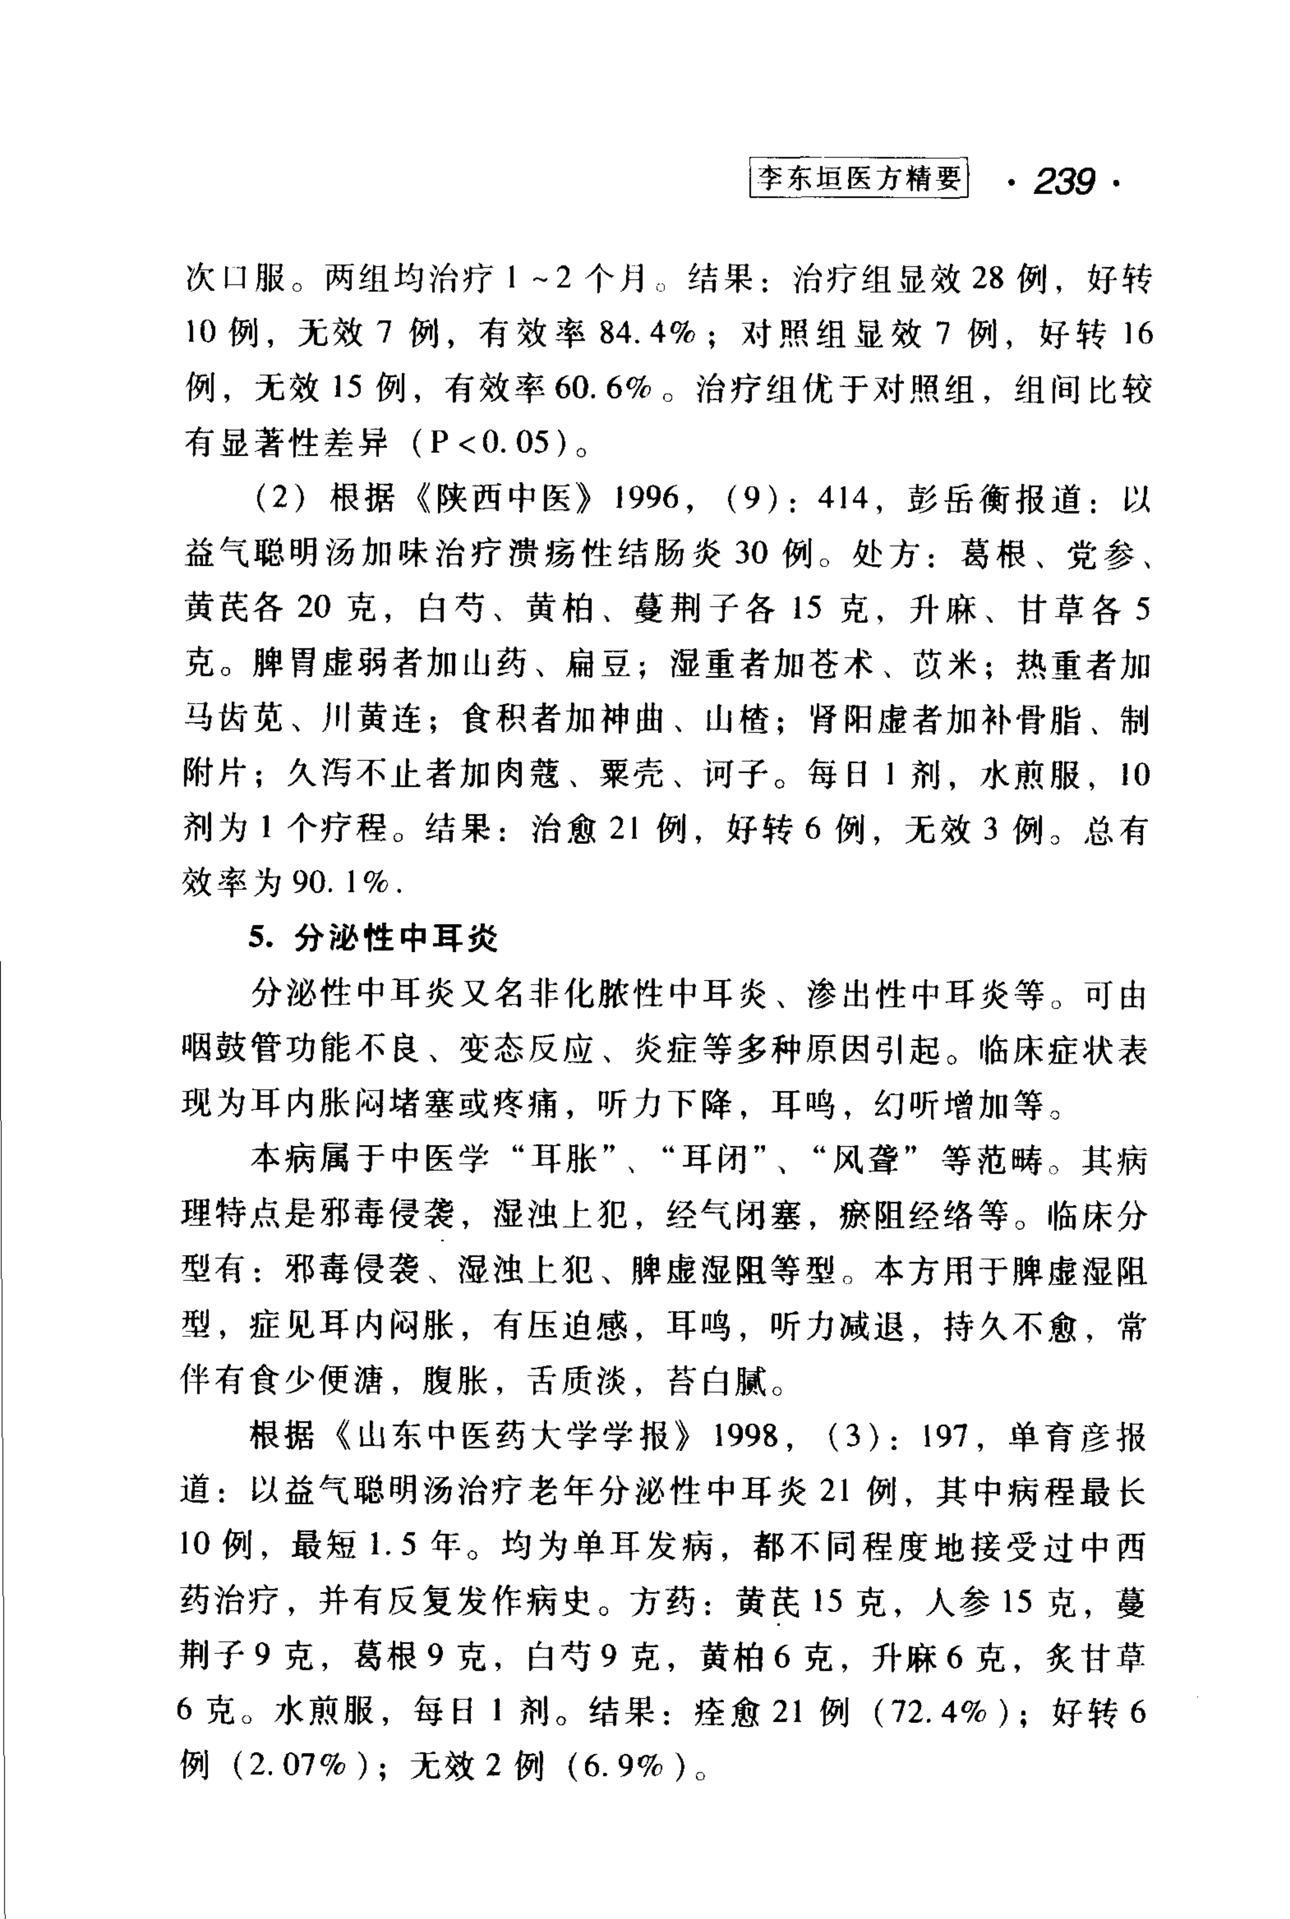 李东垣医方精要 · 239 ·
次口服。两组均治疗 1 ~ 2 个月。结果：治疗组显效 28 例，好转
10 例，无效 7 例，有效率 84.4%；对照组显效 7 例，好转 16
例，无效 15 例，有效率 60.6%。治疗组优于对照组，组间比较
有显著性差异（P < 0.05）。
（2）根据《陕西中医》1996，（9）：414，彭岳衡报道：以
益气聪明汤加味治疗溃疡性结肠炎 30 例。处方：葛根、党参、
黄芪各 20 克，白芍、黄柏、蔓荆子各 15 克，升麻、甘草各 5
克。脾胃虚弱者加山药、扁豆；湿重者加苍术、苡米；热重者加
马齿苋、川黄连；食积者加神曲、山楂；肾阳虚者加补骨脂、制
附片；久泻不止者加肉蔻、粟壳、诃子。每日 1 剂，水煎服，10
剂为 1 个疗程。结果：治愈 21 例，好转 6 例，无效 3 例。总有
效率为 90.1%.
5. 分泌性中耳炎
分泌性中耳炎又名非化脓性中耳炎、渗出性中耳炎等。可由
咽鼓管功能不良、变态反应、炎症等多种原因引起。临床症状表
现为耳内胀闷堵塞或疼痛，听力下降，耳鸣，幻听增加等。
本病属于中医学“耳胀”、“耳闭”、“风聋”等范畴。其病
理特点是邪毒侵袭，湿浊上犯，经气闭塞，瘀阻经络等。临床分
型有：邪毒侵袭、湿浊上犯、脾虚湿阻等型。本方用于脾虚湿阻
型，症见耳内闷胀，有压迫感，耳鸣，听力减退，持久不愈，常
伴有食少便溏，腹胀，舌质淡，苔白腻。
根据《山东中医药大学学报》1998，（3）：197，单育彦报
道：以益气聪明汤治疗老年分泌性中耳炎 21 例，其中病程最长
10 例，最短 1.5 年。均为单耳发病，都不同程度地接受过中西
药治疗，并有反复发作病史。方药：黄芪 15 克，人参 15 克，蔓
荆子 9 克，葛根 9 克，白芍 9 克，黄柏 6 克，升麻 6 克，炙甘草
6 克。水煎服，每日 1 剂。结果：痊愈 21 例（72.4%）；好转 6
例（2.07%）；无效 2 例（6.9%）。